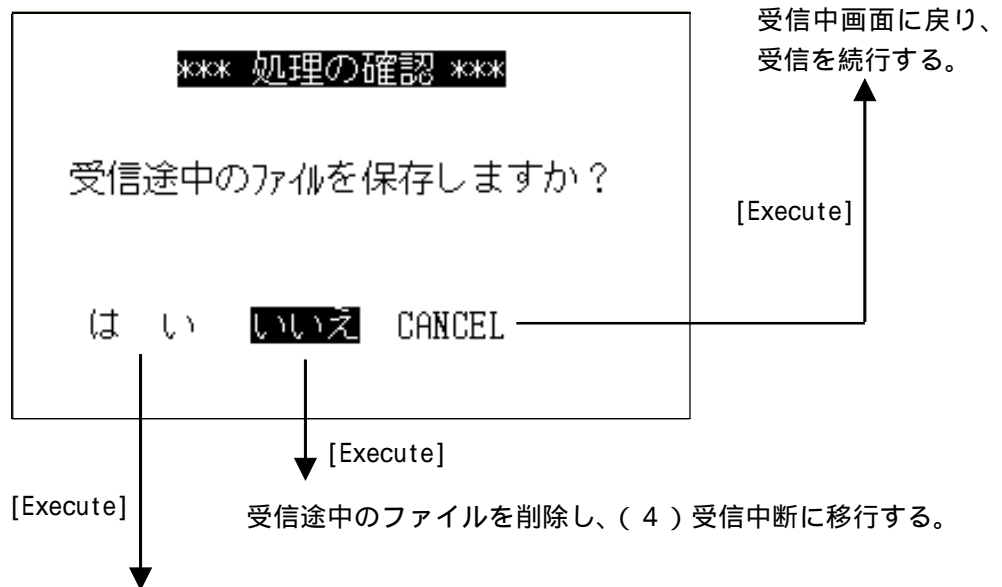 受信中画面に戻り、
受信を続行する。
*** 処理の確認 ***
受信途中のﾌｧｲﾙを保存しますか？
[Execute]
は い いいえ CANCEL
[Execute]
[Execute]
受信途中のファイルを削除し、(４)受信中断に移行する。